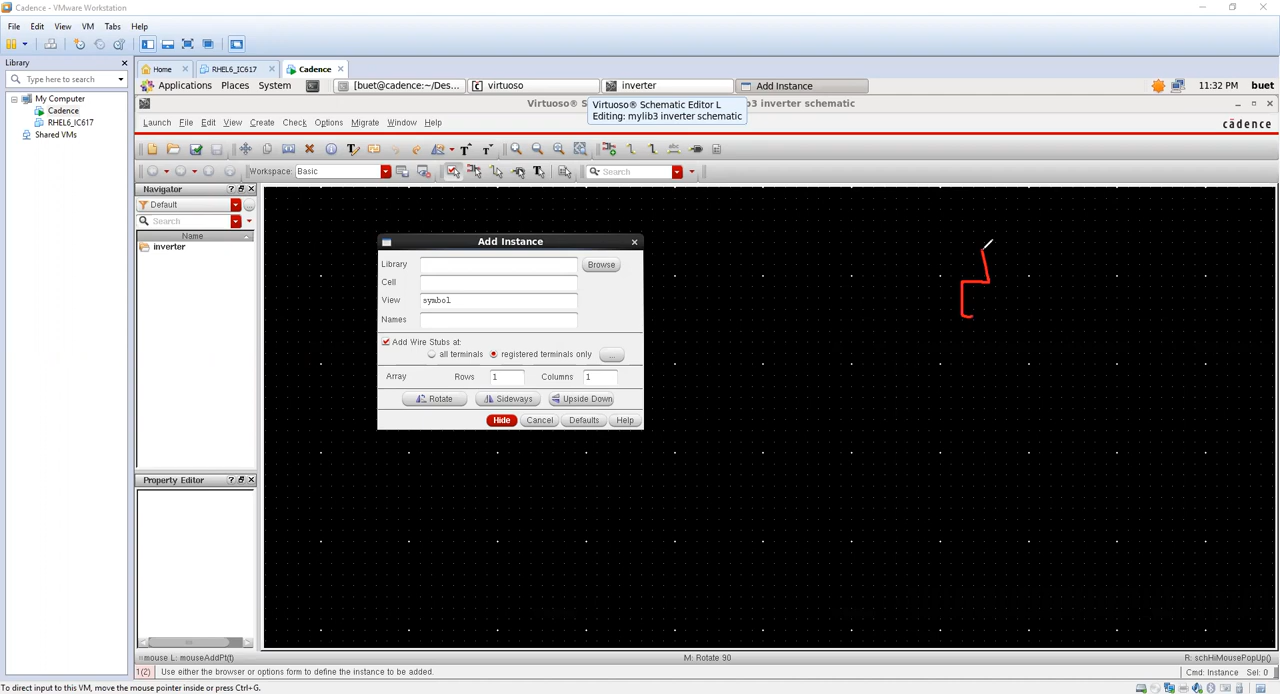 Cadence - VMware Workstation
File Edit View VM Tabs Help
Library
Type here to search
My Computer
Cadence
RHEL6_IC617
Shared VMs
Home RHEL6_IC617 Cadence
Applications Places System [buet@cadence:~/Des... virtuoso inverter Add Instance 11:32 PM buet
Virtuoso® S b3 inverter schematic
Virtuoso® Schematic Editor L
Editing: mylib3 inverter schematic
Launch File Edit View Create Check Options Migrate Window Help
cādence
Workspace: Basic Search
Navigator
Default
Search
Name
inverter
Property Editor
Add Instance
Library Browse
Cell
View symbol
Names
Add Wire Stubs at:
all terminals registered terminals only ...
Array Rows 1 Columns 1
Rotate Sideways Upside Down
Hide Cancel Defaults Help
mouse L: mouseAddPt(t) M: Rotate 90 R: schHiMousePopUp()
1(2) Use either the browser or options form to define the instance to be added. Cmd: Instance Sel: 0
To direct input to this VM, move the mouse pointer inside or press Ctrl+G.